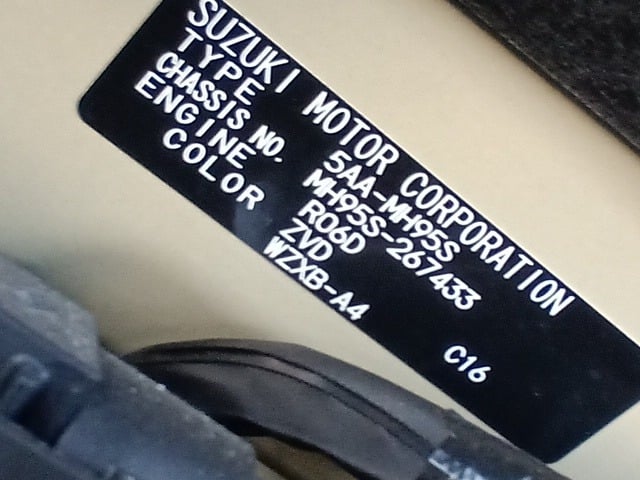 SUZUKI MOTOR CORPORATION
TYPE 5AA-MH95S
CHASSIS NO. MH95S-267433
ENGINE R06D
COLOR ZVD
WZXB-A4 C16